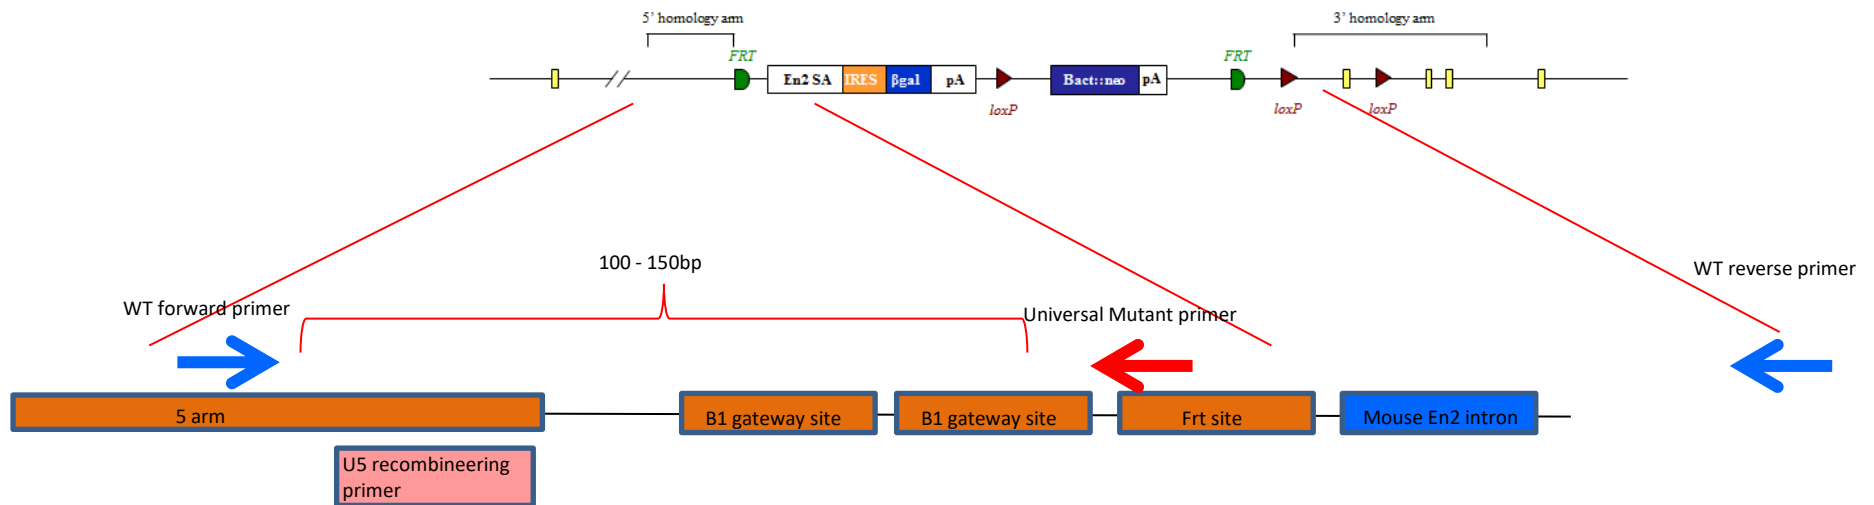 5' homology arm
3' homology arm
FRT
FRT
En2 SA
IRES
βgal
pA
Bact::neo
pA
loxP
loxP
loxP
100 - 150bp
WT reverse primer
WT forward primer
Universal Mutant primer
5 arm
B1 gateway site
B1 gateway site
Frt site
Mouse En2 intron
U5 recombineering
primer